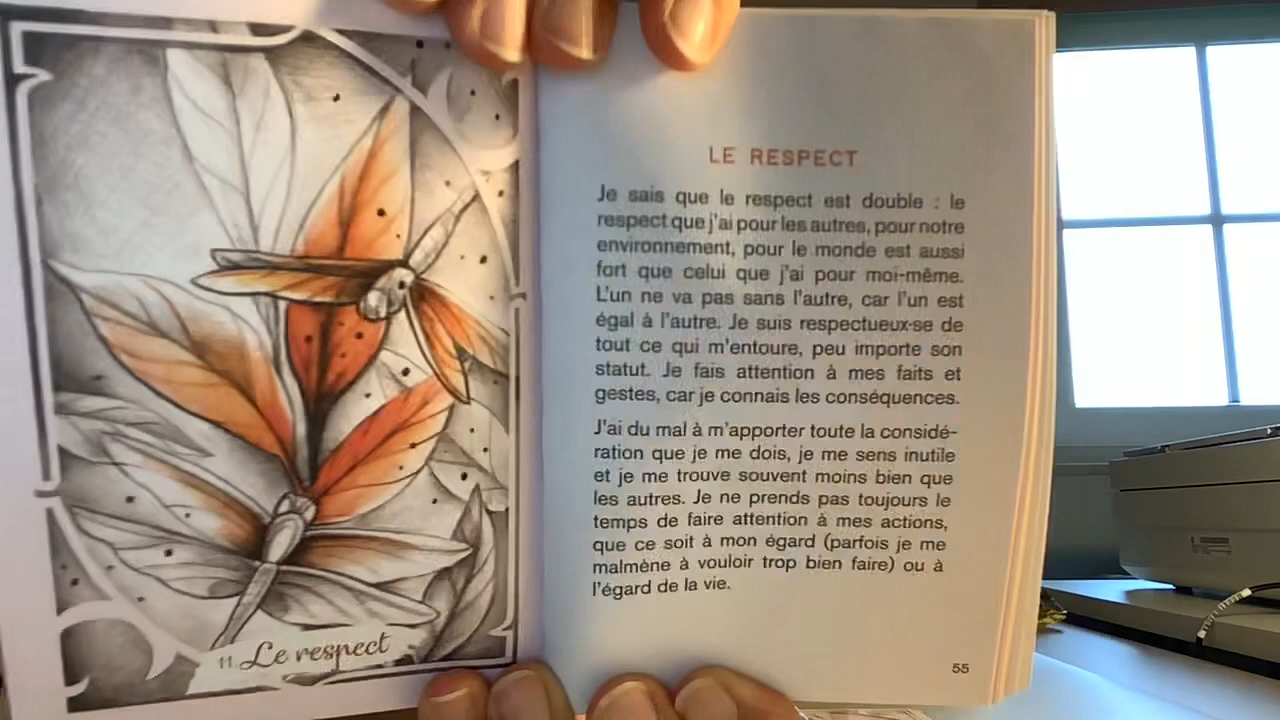 11 Le respect
LE RESPECT
Je sais que le respect est double : le
respect que j'ai pour les autres, pour notre
environnement, pour le monde est aussi
fort que celui que j'ai pour moi-même.
L'un ne va pas sans l'autre, car l'un est
égal à l'autre. Je suis respectueux·se de
tout ce qui m'entoure, peu importe son
statut. Je fais attention à mes faits et
gestes, car je connais les conséquences.
J'ai du mal à m'apporter toute la considé-
ration que je me dois, je me sens inutile
et je me trouve souvent moins bien que
les autres. Je ne prends pas toujours le
temps de faire attention à mes actions,
que ce soit à mon égard (parfois je me
malmène à vouloir trop bien faire) ou à
l'égard de la vie.
55